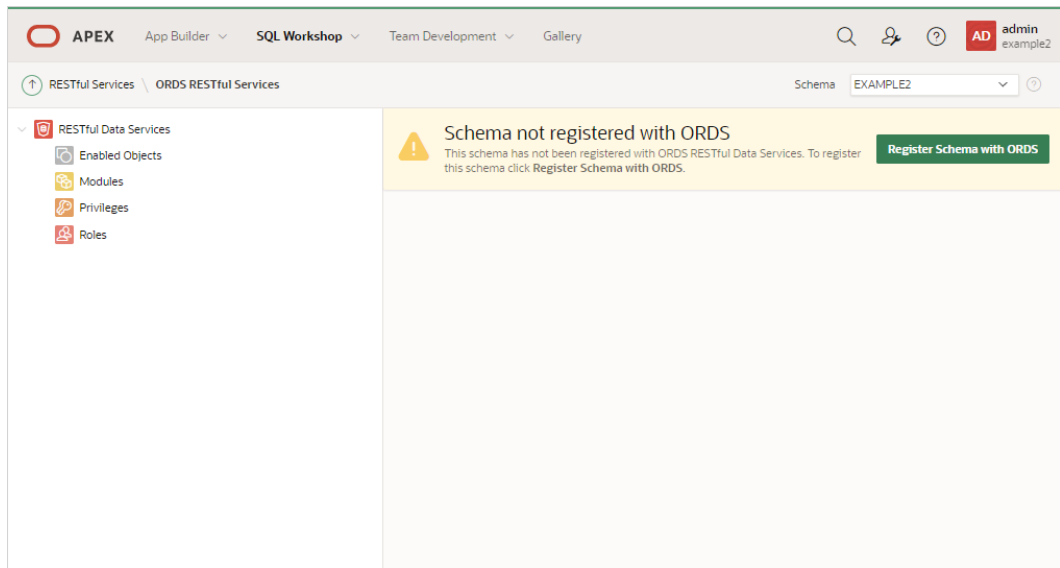 APEX App Builder SQL Workshop Team Development Gallery AD admin
example2
RESTful Services \ ORDS RESTful Services Schema EXAMPLE2
RESTful Data Services
Enabled Objects
Modules
Privileges
Roles
Schema not registered with ORDS
This schema has not been registered with ORDS RESTful Data Services. To register
this schema click Register Schema with ORDS.
Register Schema with ORDS